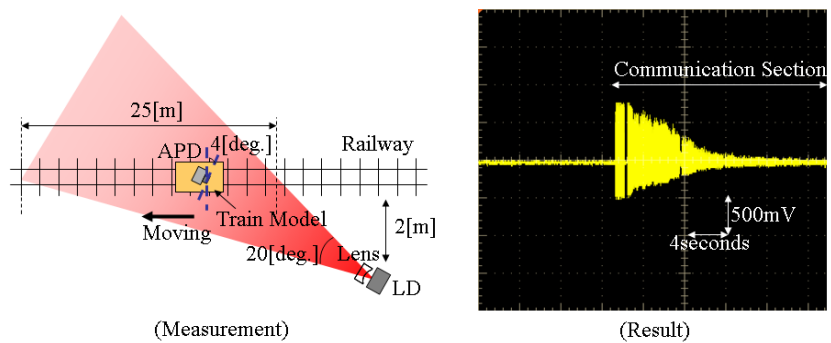 25[m]
APD
4[deg.]
Railway
Train Model
Moving
2[m]
20[deg.]
Lens
LD
(Measurement)
Communication Section
500mV
4seconds
(Result)